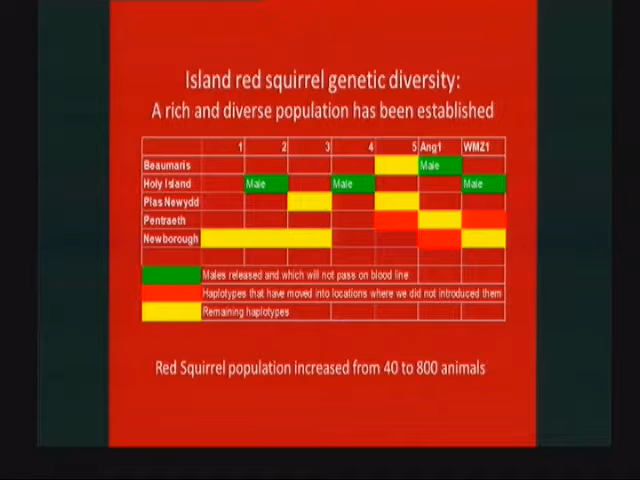 Island red squirrel genetic diversity:
A rich and diverse population has been established
1 2 3 4 5 Ang1 WMZ1
Beaumaris Male
Holy Island Male Male Male
Plas Newydd
Pentraeth
Newborough
Males released and which will not pass on blood line
Haplotypes that have moved into locations where we did not introduced them
Remaining haplotypes
Red Squirrel population increased from 40 to 800 animals